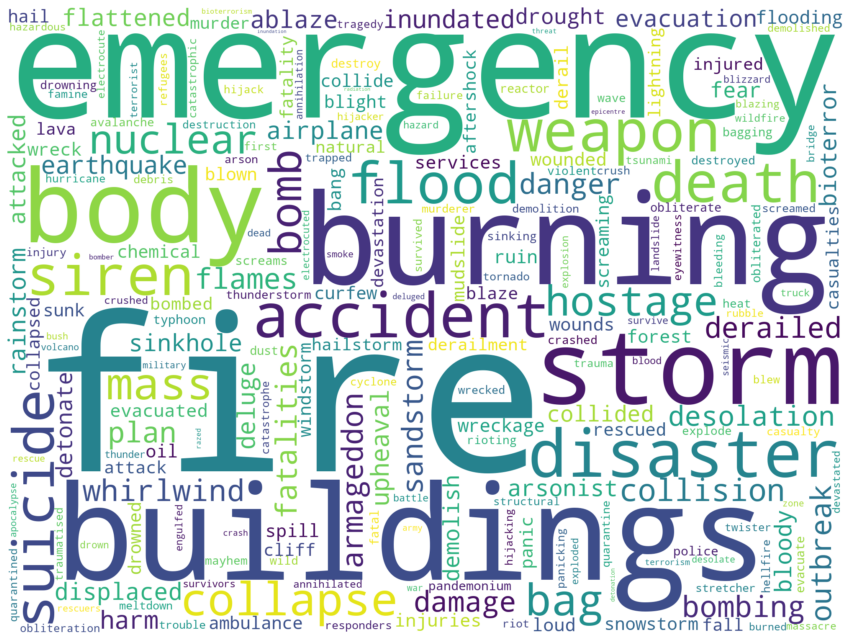 bioterrorism
hail
flattened
murder
ablaze
tragedy
inundated
inundation
drought
threat
evacuation
flooding
hazardous
demolished
emergency
electrocute
terrorist
refugees
catastrophic
hijack
drowning
famine
fatality
annihilation
destroy
collide
blight
failure
hijacker
aftershock
derail
lightning
injured
fear
blizzard
blazing
wildfire
bagging
reactor
wave
epicentre
hazard
lava
wreck
avalanche
nuclear
destruction
arson
first
airplane
natural
trapped
weapon
wounded
tsunami
destroyed
bridge
attacked
earthquake
hurricane
debris
blown
bomb
bang
services
flood
danger
violent
crush
death
bioterror
body
dead
devastation
electrocuted
murderer
demolition
obliterate
screamed
burning
injury
bomber
chemical
screams
smoke
survived
mudslide
sinking
ruin
tornado
explosion
screaming
landslide
eyewitness
bleeding
obliterated
casualties
siren
flames
rainstorm
collapsed
sunk
crushed
bombed
thunderstorm
curfew
deluged
blaze
hostage
heat
truck
rubble
bush
volcano
typhoon
military
sinkhole
dust
hailstorm
accident
derailment
wounds
crashed
survive
forest
derailed
trauma
blood
seismic
blew
storm
fire
suicide
detonate
mass
evacuated
plan
thunder
razed
oil
attack
deluge
fatalities
catastrophe
windstorm
armageddon
upheaval
cyclone
sandstorm
wrecked
wreckage
rioting
collided
rescued
explode
desolation
casualty
disaster
rescue
apocalypse
whirlwind
battle
arsonist
collision
structural
buildings
quarantined
traumatised
drown
drowned
engulfed
crash
mayhem
spill
cliff
wild
fatal
army
demolish
hijacking
panic
panicking
exploded
quarantine
twister
zone
devastated
police
terrorism
desolate
hellfire
bloody
evacuate
outbreak
displaced
meltdown
survivors
annihilated
collapse
war
pandemonium
damage
bag
stretcher
detonation
bombing
obliteration
rescuers
harm
trouble
ambulance
responders
injuries
riot
loud
snowstorm
fall
burned
massacre